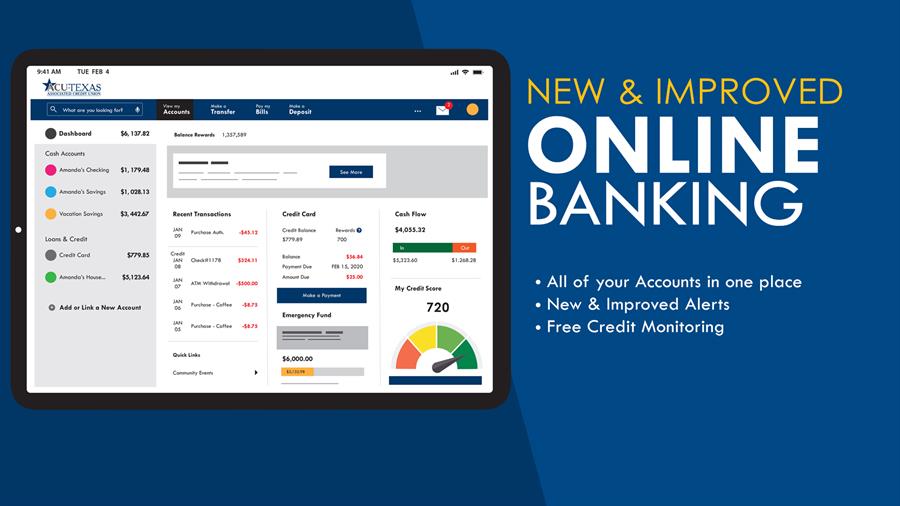 9:41 AM TUE FEB 4
ACUTEXAS
ASSOCIATED CREDIT UNION
What are you looking for?
View my
Accounts
Make a
Transfer
Pay my
Bills
Make a
Deposit
Dashboard $6, 137.82
Cash Accounts
Amanda's Checking $1, 179.48
Amanda's Savings $1, 028.13
Vacation Savings $3, 442.67
Loans & Credit
Credit Card $779.85
Amanda's House... $5,123.64
Add or Link a New Account
Balance Rewards 1,357,589
See More
Recent Transactions
JAN
09 Purchase Auth. -$45.12
Credit
JAN
08 Check#1178 $324.11
JAN
07 ATM Withdrawal -$500.00
JAN
06 Purchase - Coffee -$8.75
JAN
05 Purchase - Coffee -$8.75
Quick Links
Community Events
Credit Card
Credit Balance Rewards
$779.89 700
Balance $56.84
Payment Due FEB 15, 2020
Amount Due $25.00
Make a Payment
Emergency Fund
$6,000.00
Cash Flow
$4,055.32
In Out
$5,323.60 $1.268.28
My Credit Score
720
NEW & IMPROVED
ONLINE
BANKING
• All of your Accounts in one place
• New & Improved Alerts
• Free Credit Monitoring